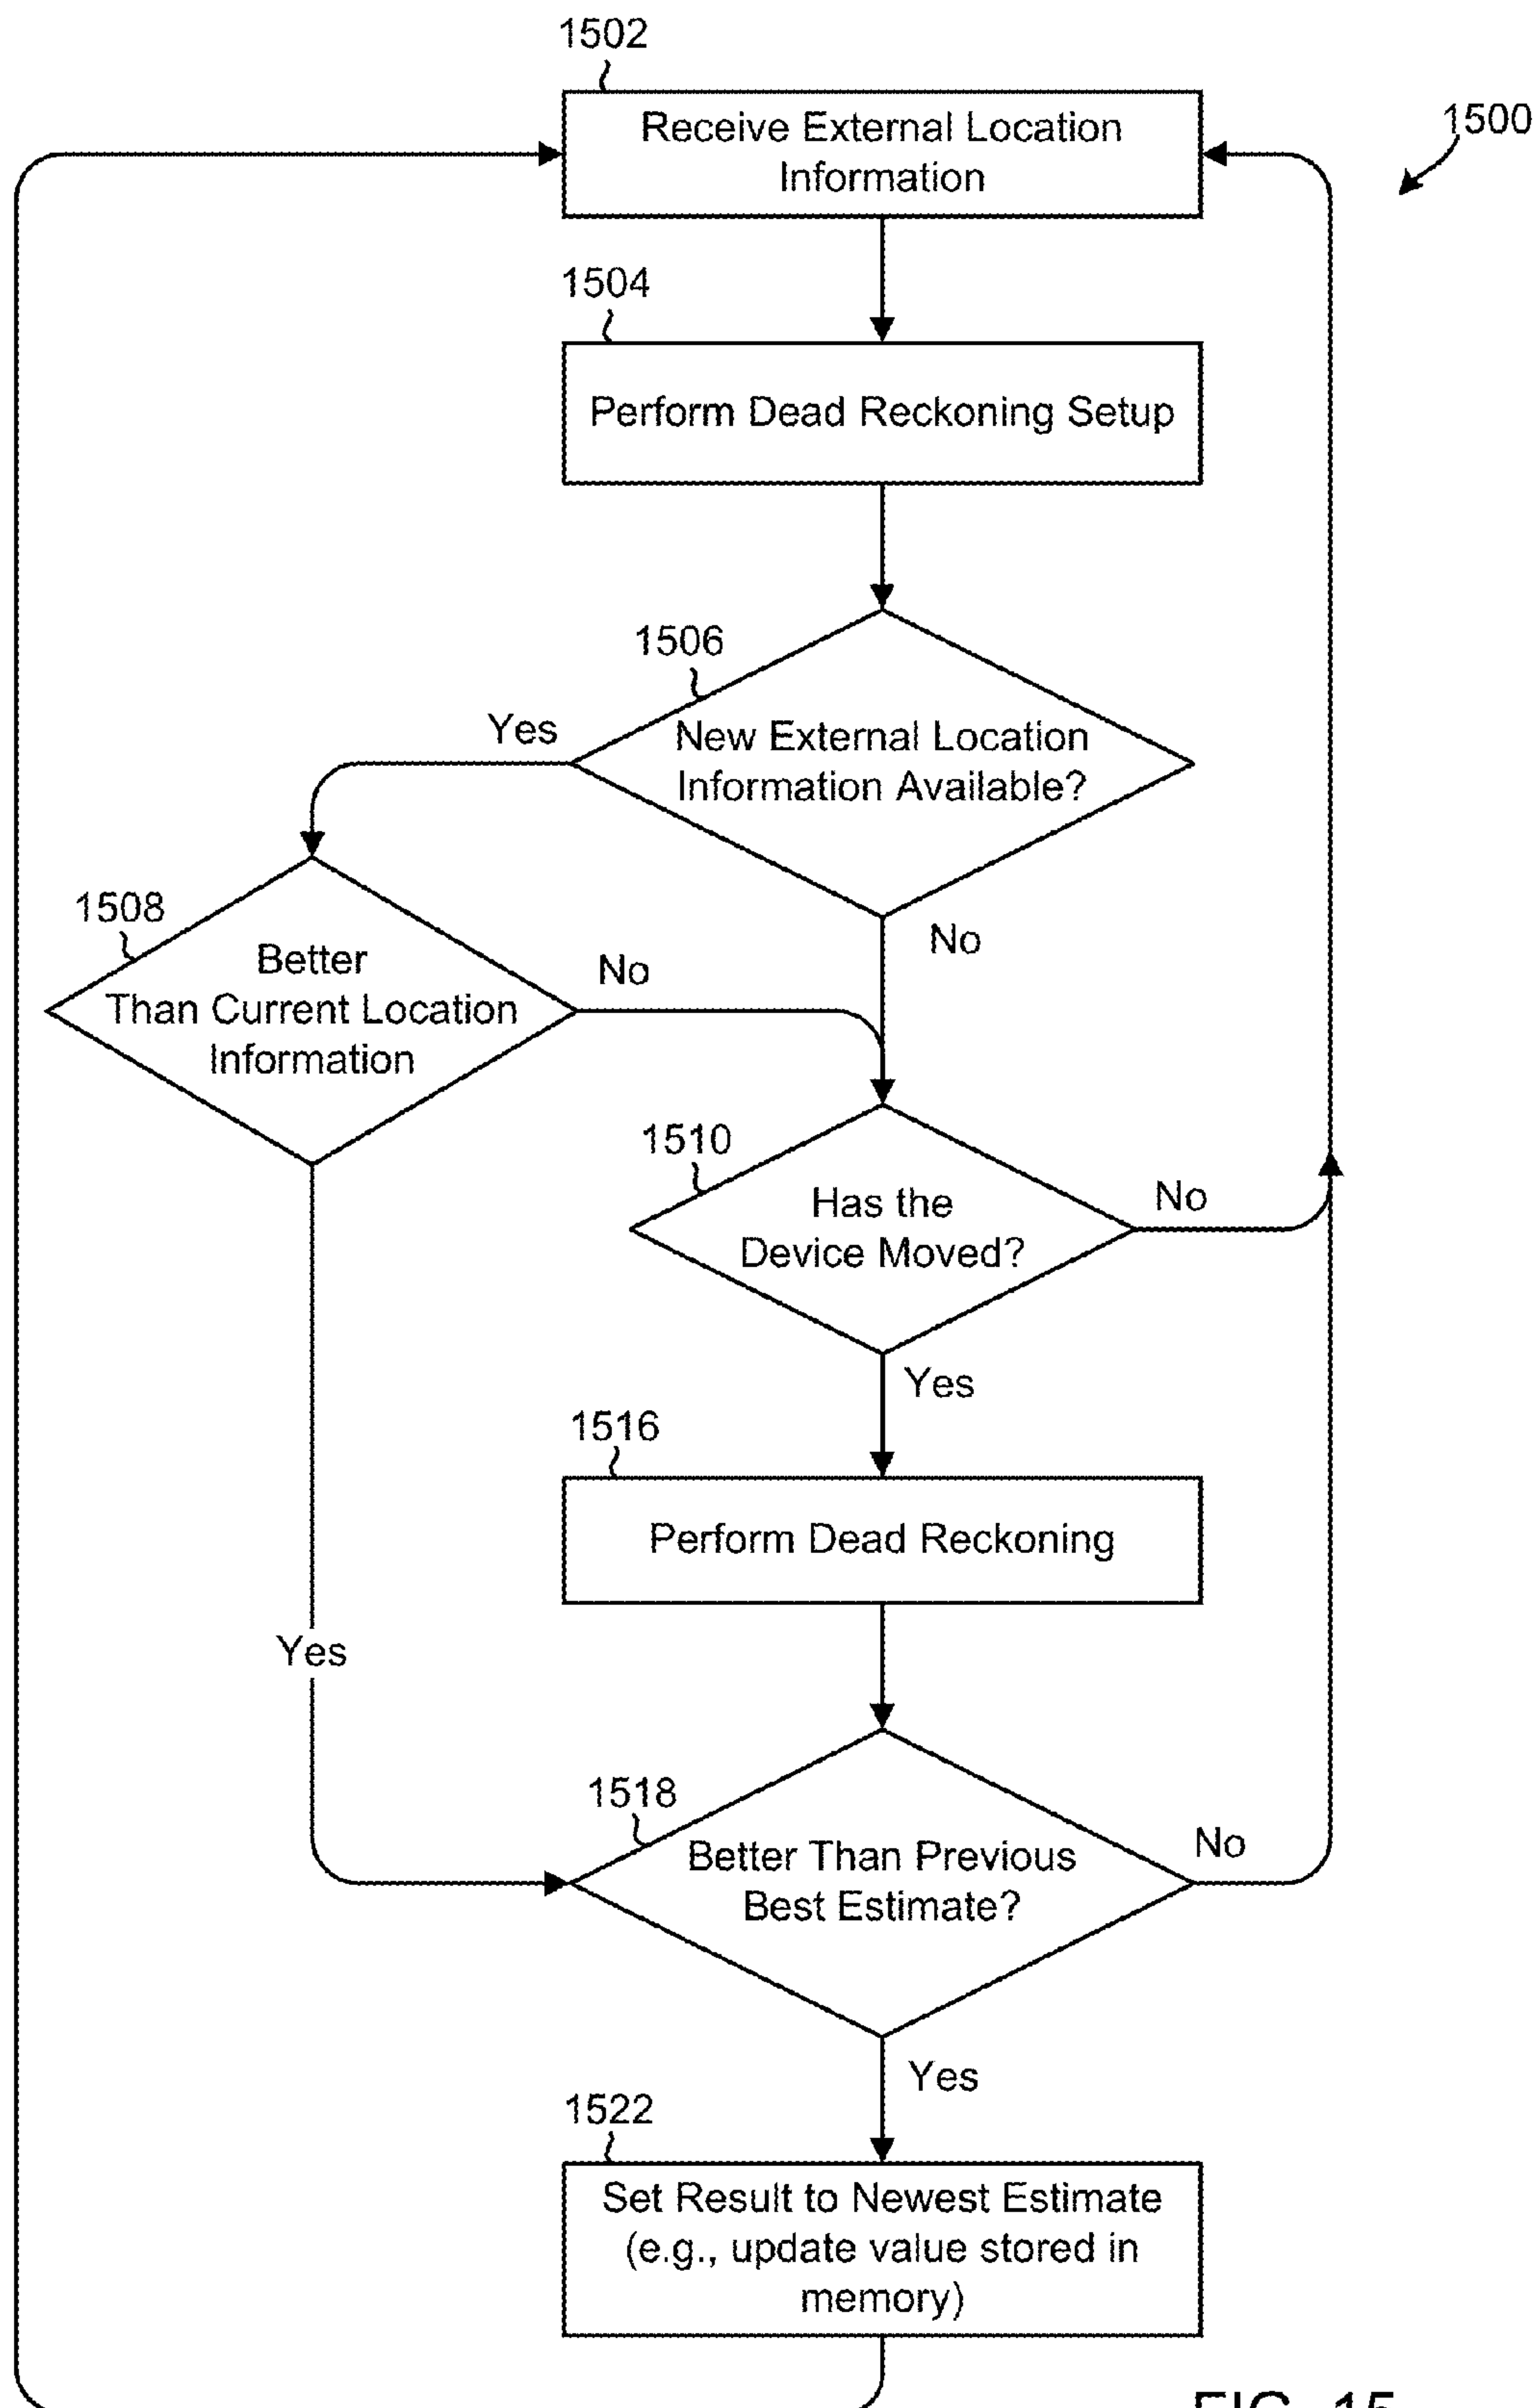 1502
Receive External Location
Information
1500
1504
Perform Dead Reckoning Setup
1506
Yes
New External Location
Information Available?
No
1508
Better
Than Current Location
Information
No
1510
Has the
Device Moved?
No
Yes
1516
Perform Dead Reckoning
Yes
1518
Better Than Previous
Best Estimate?
No
Yes
1522
Set Result to Newest Estimate
(e.g., update value stored in
memory)
FIG. 15